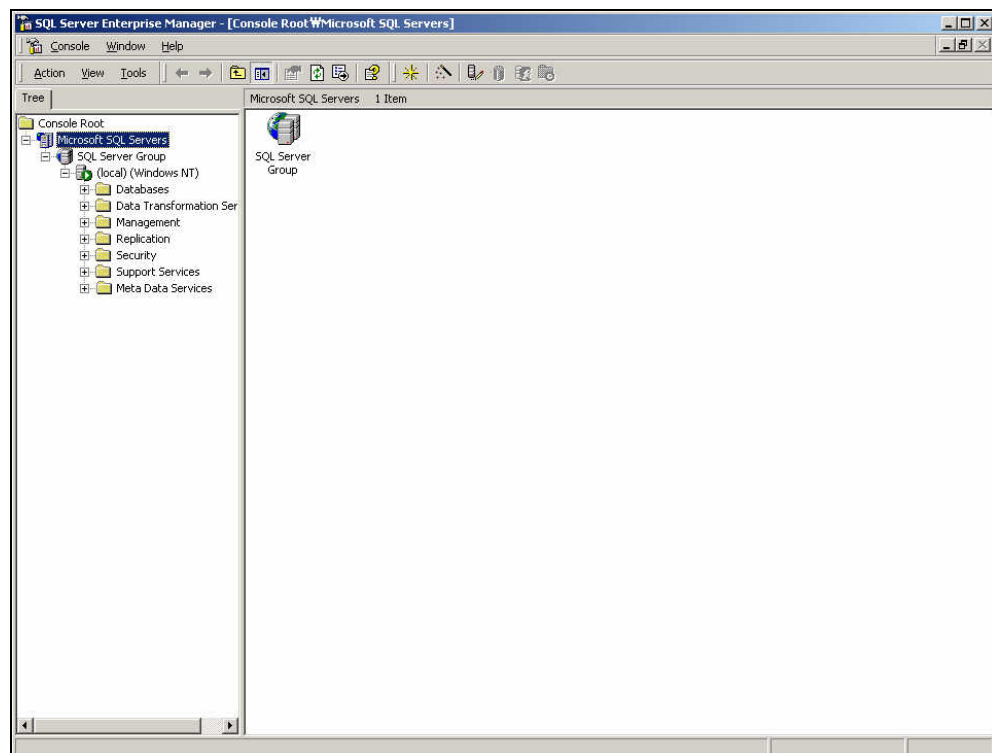 SQL Server Enterprise Manager - [Console Root₩Microsoft SQL Servers]
Console Window Help
Action View Tools
Tree
Microsoft SQL Servers 1 Item
Console Root
Microsoft SQL Servers
SQL Server Group
(local) (Windows NT)
Databases
Data Transformation Ser
Management
Replication
Security
Support Services
Meta Data Services
SQL Server
Group